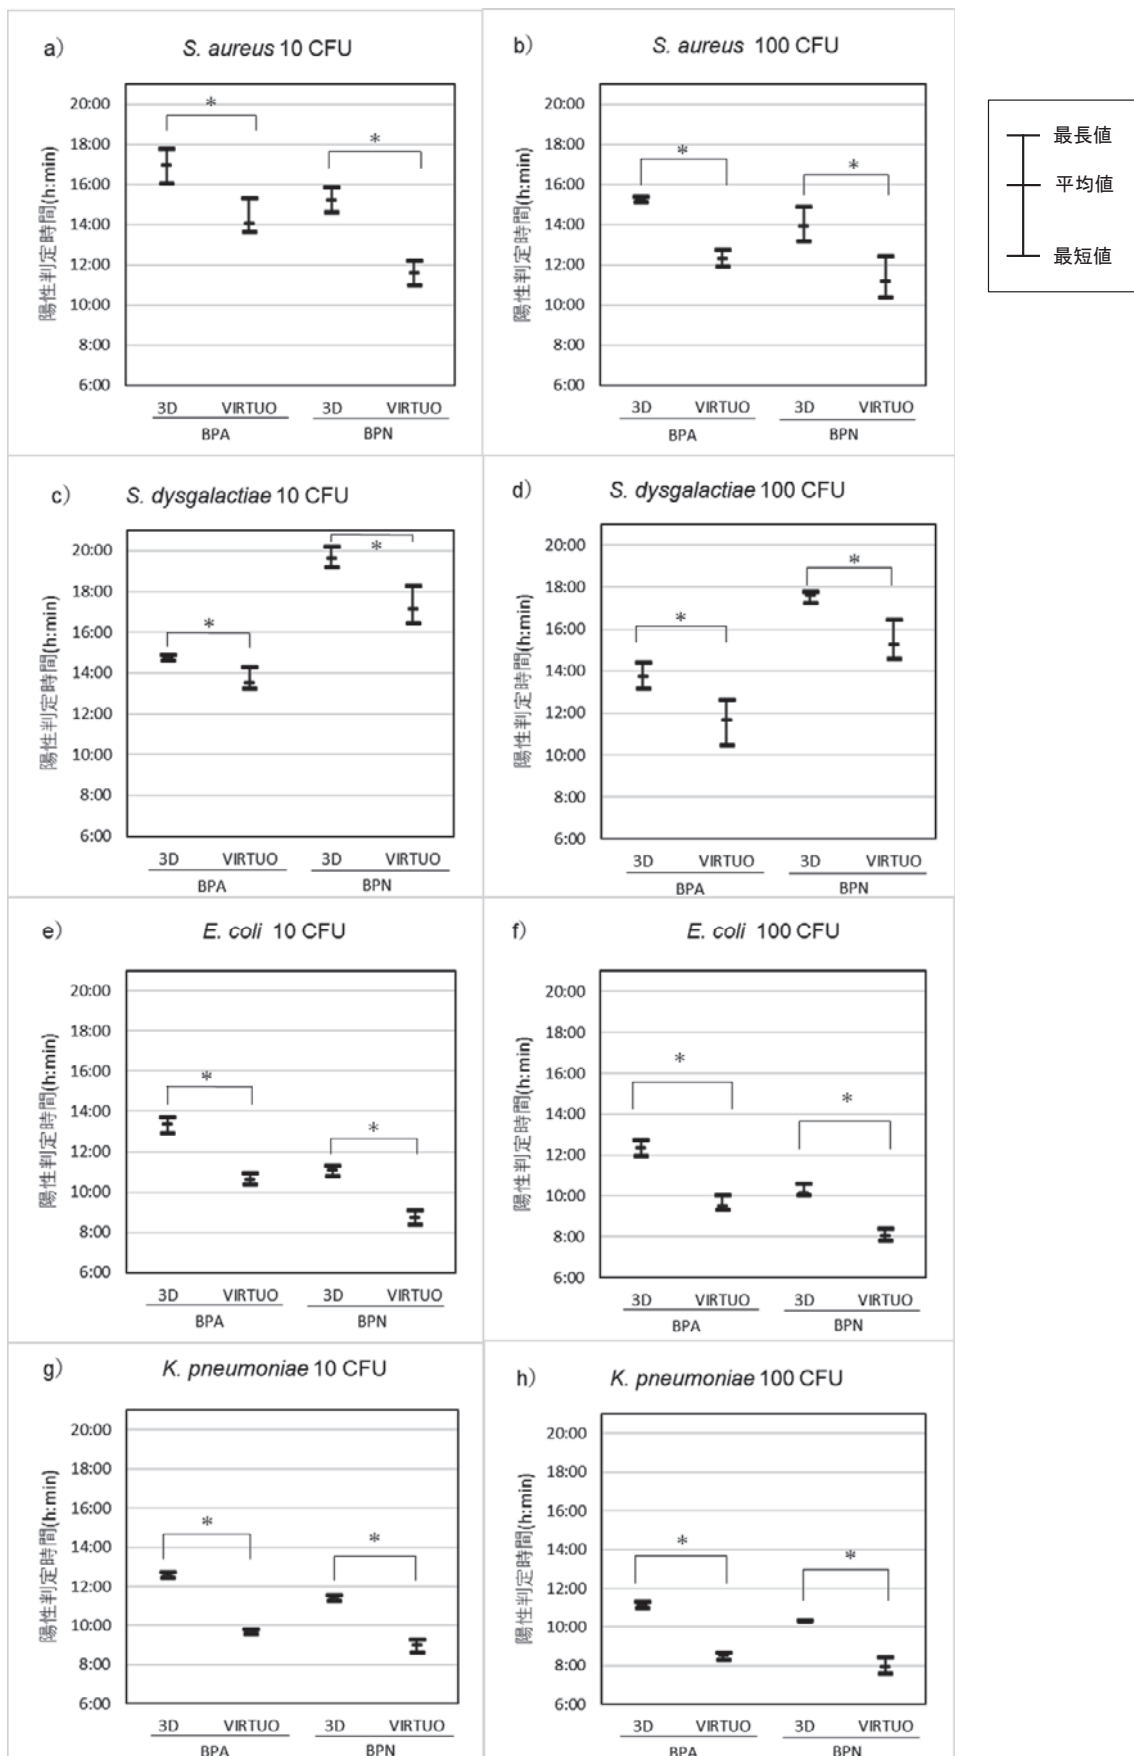 a) S. aureus 10 CFU
陽性判定時間(h:min)
20:00
18:00
16:00
14:00
12:00
10:00
8:00
6:00
*
*
3D VIRTUO 3D VIRTUO
BPA BPN
b) S. aureus 100 CFU
陽性判定時間(h:min)
20:00
18:00
16:00
14:00
12:00
10:00
8:00
6:00
*
*
3D VIRTUO 3D VIRTUO
BPA BPN
最長値
平均値
最短値
c) S. dysgalactiae 10 CFU
陽性判定時間(h:min)
20:00
18:00
16:00
14:00
12:00
10:00
8:00
6:00
*
*
3D VIRTUO 3D VIRTUO
BPA BPN
d) S. dysgalactiae 100 CFU
陽性判定時間(h:min)
20:00
18:00
16:00
14:00
12:00
10:00
8:00
6:00
*
*
3D VIRTUO 3D VIRTUO
BPA BPN
e) E. coli 10 CFU
陽性判定時間(h:min)
20:00
18:00
16:00
14:00
12:00
10:00
8:00
6:00
*
*
3D VIRTUO 3D VIRTUO
BPA BPN
f) E. coli 100 CFU
陽性判定時間(h:min)
20:00
18:00
16:00
14:00
12:00
10:00
8:00
6:00
*
*
3D VIRTUO 3D VIRTUO
BPA BPN
g) K. pneumoniae 10 CFU
陽性判定時間(h:min)
20:00
18:00
16:00
14:00
12:00
10:00
8:00
6:00
*
*
3D VIRTUO 3D VIRTUO
BPA BPN
h) K. pneumoniae 100 CFU
陽性判定時間(h:min)
20:00
18:00
16:00
14:00
12:00
10:00
8:00
6:00
*
*
3D VIRTUO 3D VIRTUO
BPA BPN